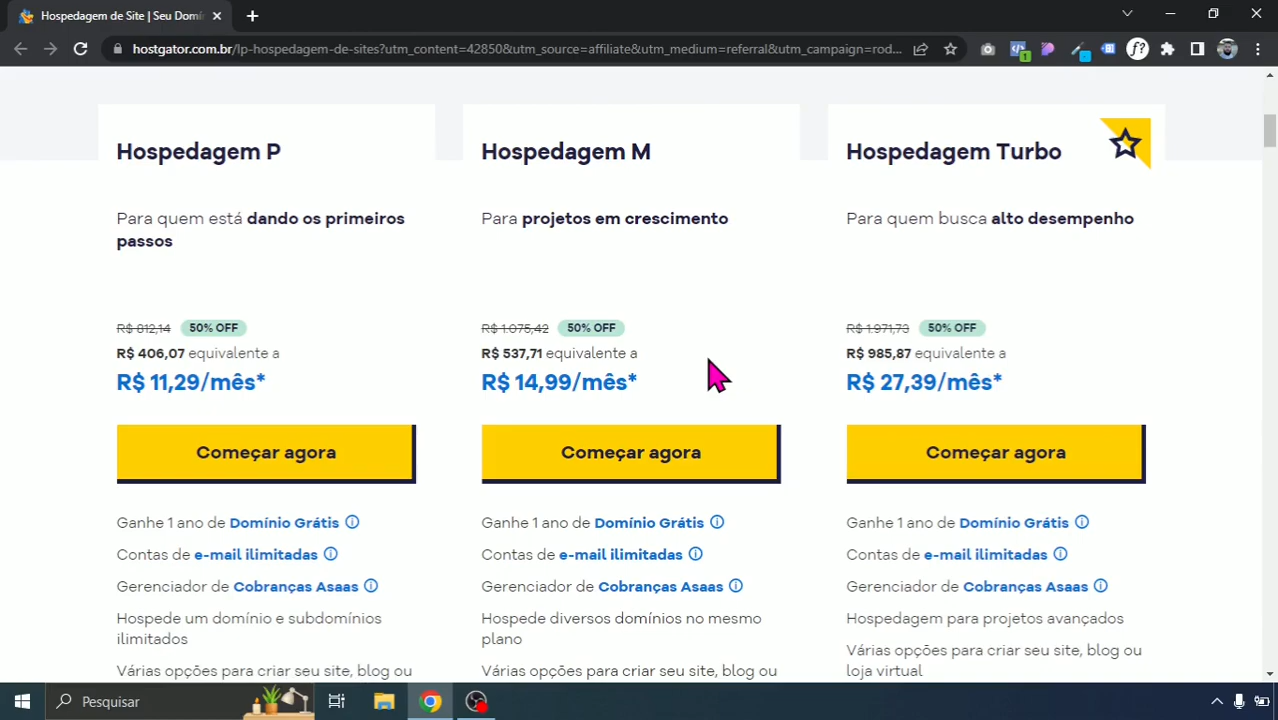 Hospedagem de Site | Seu Domín
hostgator.com.br/lp-hospedagem-de-sites?utm_content=42850&utm_source=affiliate&utm_medium=referral&utm_campaign=rod...
Hospedagem P
Para quem está dando os primeiros
passos
R$ 812,14 50% OFF
R$ 406,07 equivalente a
R$ 11,29/mês*
Começar agora
Ganhe 1 ano de Domínio Grátis
Contas de e-mail ilimitadas
Gerenciador de Cobranças Asaas
Hospede um domínio e subdomínios
ilimitados
Várias opções para criar seu site, blog ou
Hospedagem M
Para projetos em crescimento
R$ 1.075,42 50% OFF
R$ 537,71 equivalente a
R$ 14,99/mês*
Começar agora
Ganhe 1 ano de Domínio Grátis
Contas de e-mail ilimitadas
Gerenciador de Cobranças Asaas
Hospede diversos domínios no mesmo
plano
Várias opções para criar seu site, blog ou
Hospedagem Turbo
Para quem busca alto desempenho
R$ 1.971,73 50% OFF
R$ 985,87 equivalente a
R$ 27,39/mês*
Começar agora
Ganhe 1 ano de Domínio Grátis
Contas de e-mail ilimitadas
Gerenciador de Cobranças Asaas
Hospedagem para projetos avançados
Várias opções para criar seu site, blog ou
loja virtual
Pesquisar